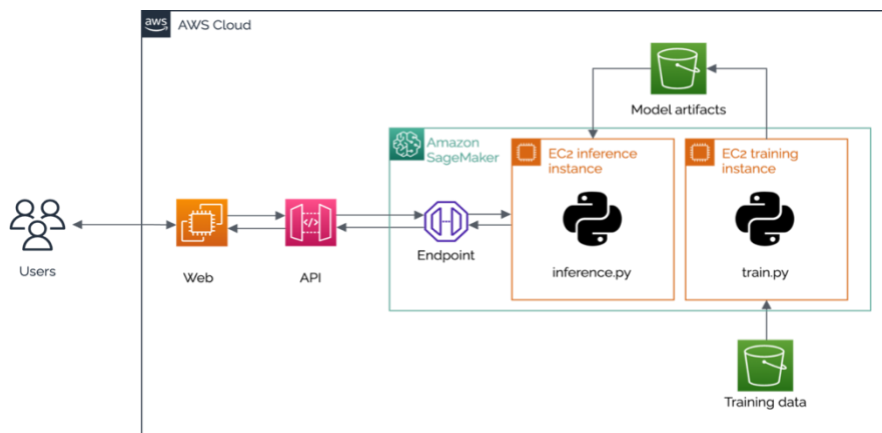 aws
AWS Cloud
Model artifacts
Amazon
SageMaker
EC2 inference
instance
EC2 training
instance
</>
Users
Web
API
Endpoint
inference.py
train.py
Training data